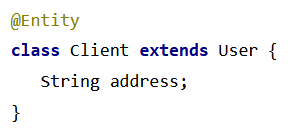 @Entity
class Client extends User {
String address;
}